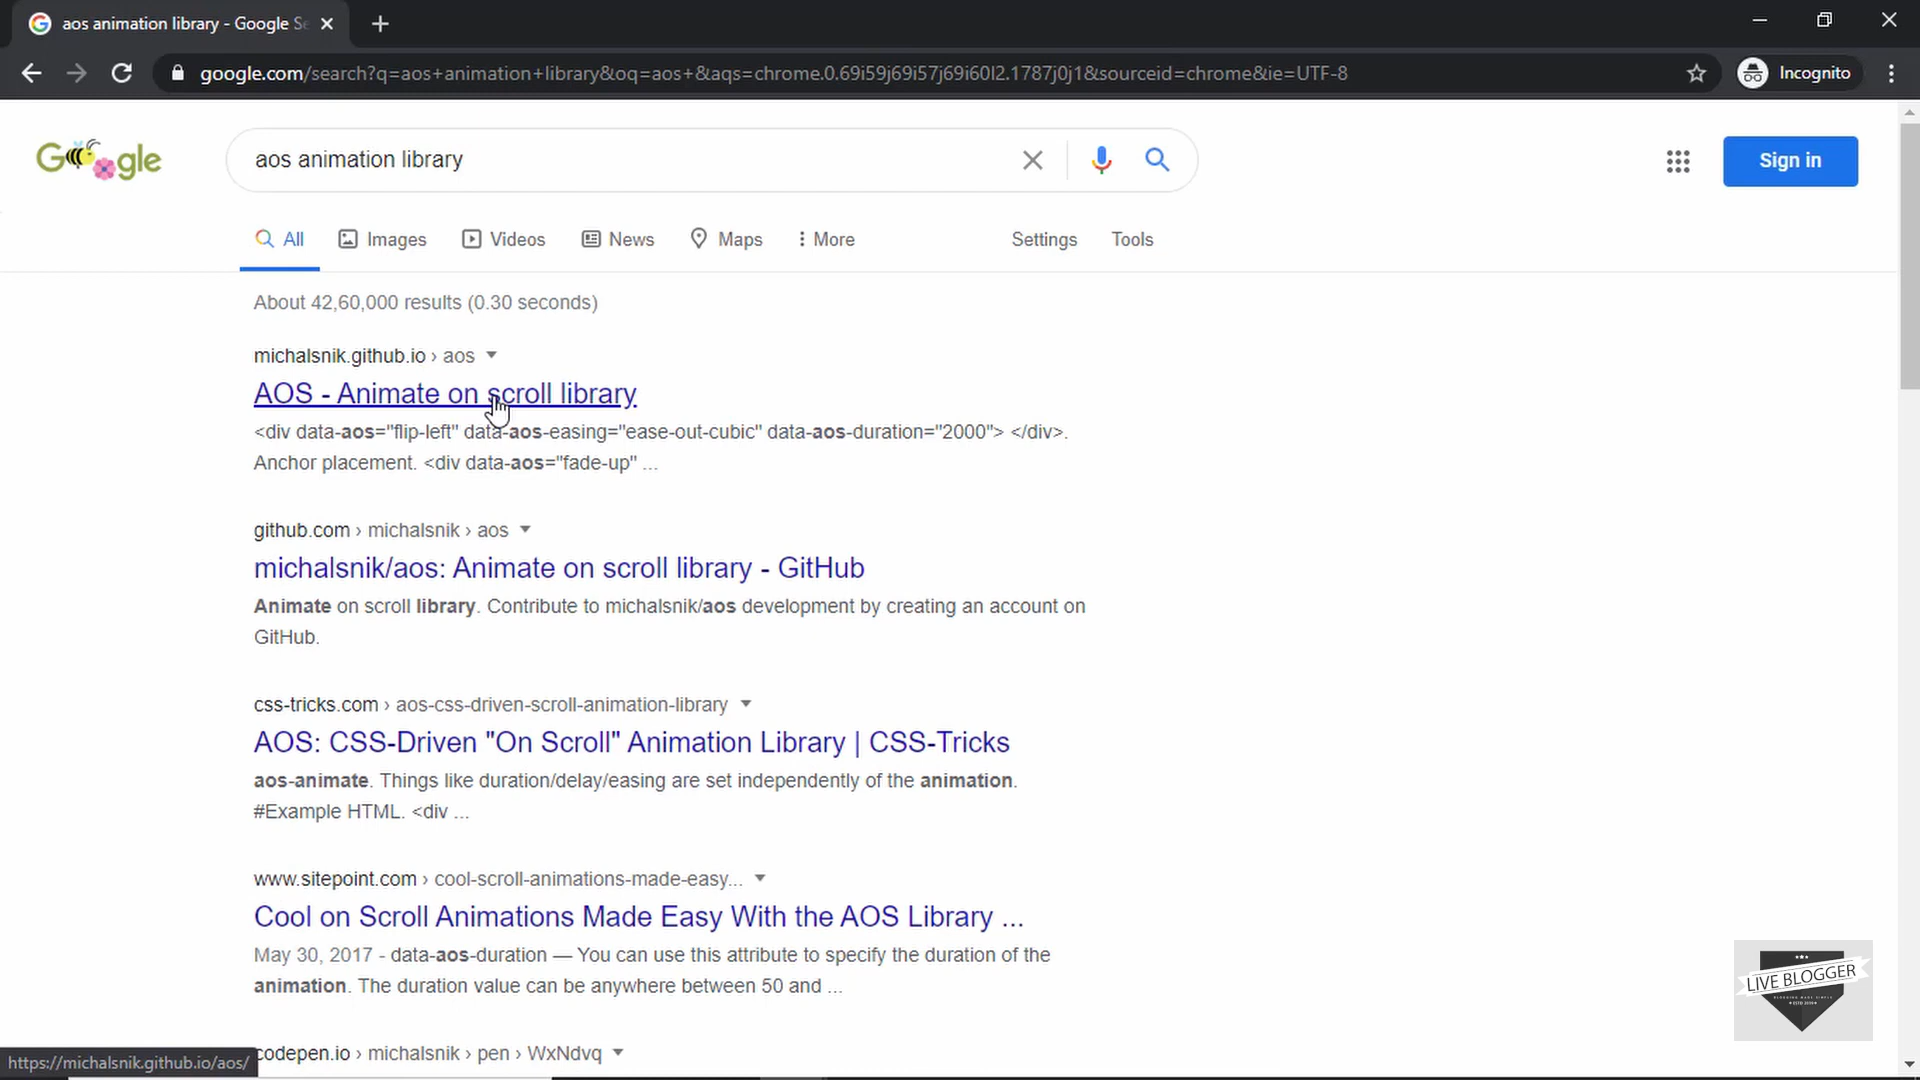 aos animation library - Google Se
google.com/search?q=aos+animation+library&oq=aos+&aqs=chrome.0.69i59j69i57j69i60l2.1787j0j1&sourceid=chrome&ie=UTF-8
Incognito
Google
aos animation library
Sign in
All Images Videos News Maps More Settings Tools
About 42,60,000 results (0.30 seconds)
michalsnik.github.io › aos
AOS - Animate on scroll library
<div data-aos="flip-left" data-aos-easing="ease-out-cubic" data-aos-duration="2000"> </div>.
Anchor placement. <div data-aos="fade-up" ...
github.com › michalsnik › aos
michalsnik/aos: Animate on scroll library - GitHub
Animate on scroll library. Contribute to michalsnik/aos development by creating an account on
GitHub.
css-tricks.com › aos-css-driven-scroll-animation-library
AOS: CSS-Driven "On Scroll" Animation Library | CSS-Tricks
aos-animate. Things like duration/delay/easing are set independently of the animation.
#Example HTML. <div ...
www.sitepoint.com › cool-scroll-animations-made-easy...
Cool on Scroll Animations Made Easy With the AOS Library ...
May 30, 2017 - data-aos-duration — You can use this attribute to specify the duration of the
animation. The duration value can be anywhere between 50 and ...
LIVE BLOGGER
codepen.io › michalsnik › pen › WxNdvq
https://michalsnik.github.io/aos/